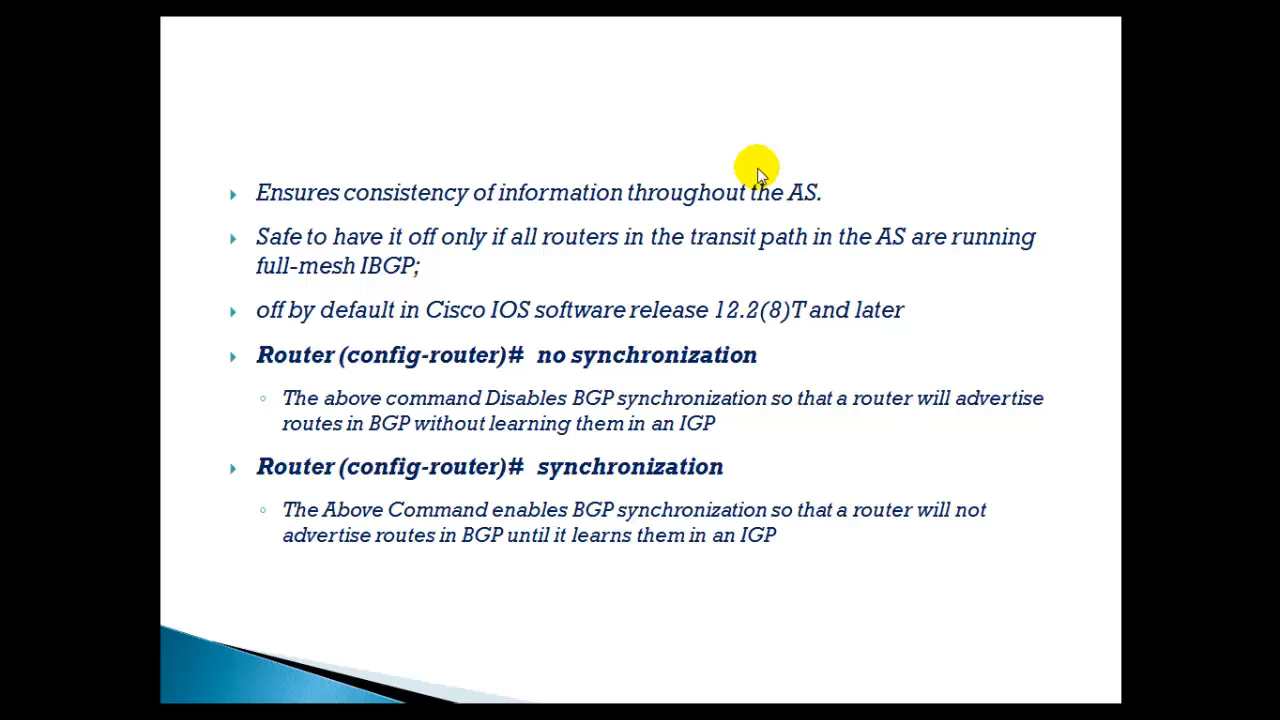 Ensures consistency of information throughout the AS.
Safe to have it off only if all routers in the transit path in the AS are running
full-mesh IBGP;
off by default in Cisco IOS software release 12.2(8)T and later
Router (config-router)# no synchronization
The above command Disables BGP synchronization so that a router will advertise
routes in BGP without learning them in an IGP
Router (config-router)# synchronization
The Above Command enables BGP synchronization so that a router will not
advertise routes in BGP until it learns them in an IGP